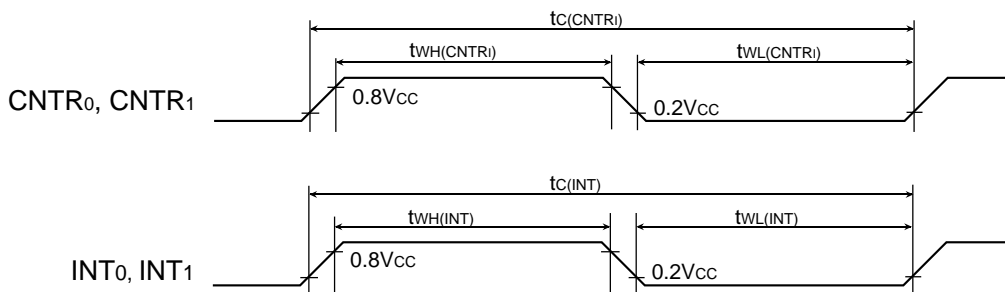 tC(CNTRI)
tWH(CNTRI) tWL(CNTRI)
CNTR0, CNTR1 0.8VCC 0.2VCC
tC(INT)
tWH(INT) tWL(INT)
INT0, INT1 0.8VCC 0.2VCC